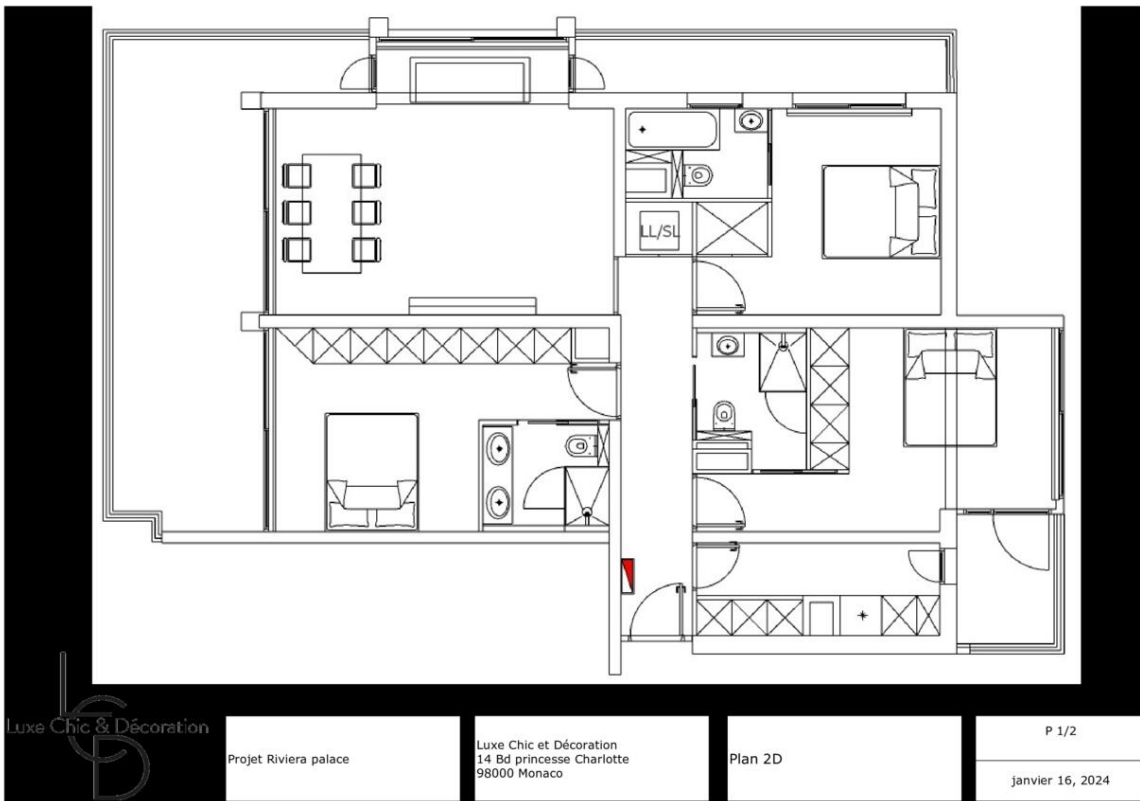 LL/SL
LCD
Luxe Chic & Décoration
Projet Riviera palace
Luxe Chic et Décoration
14 Bd princesse Charlotte
98000 Monaco
Plan 2D
P 1/2
janvier 16, 2024